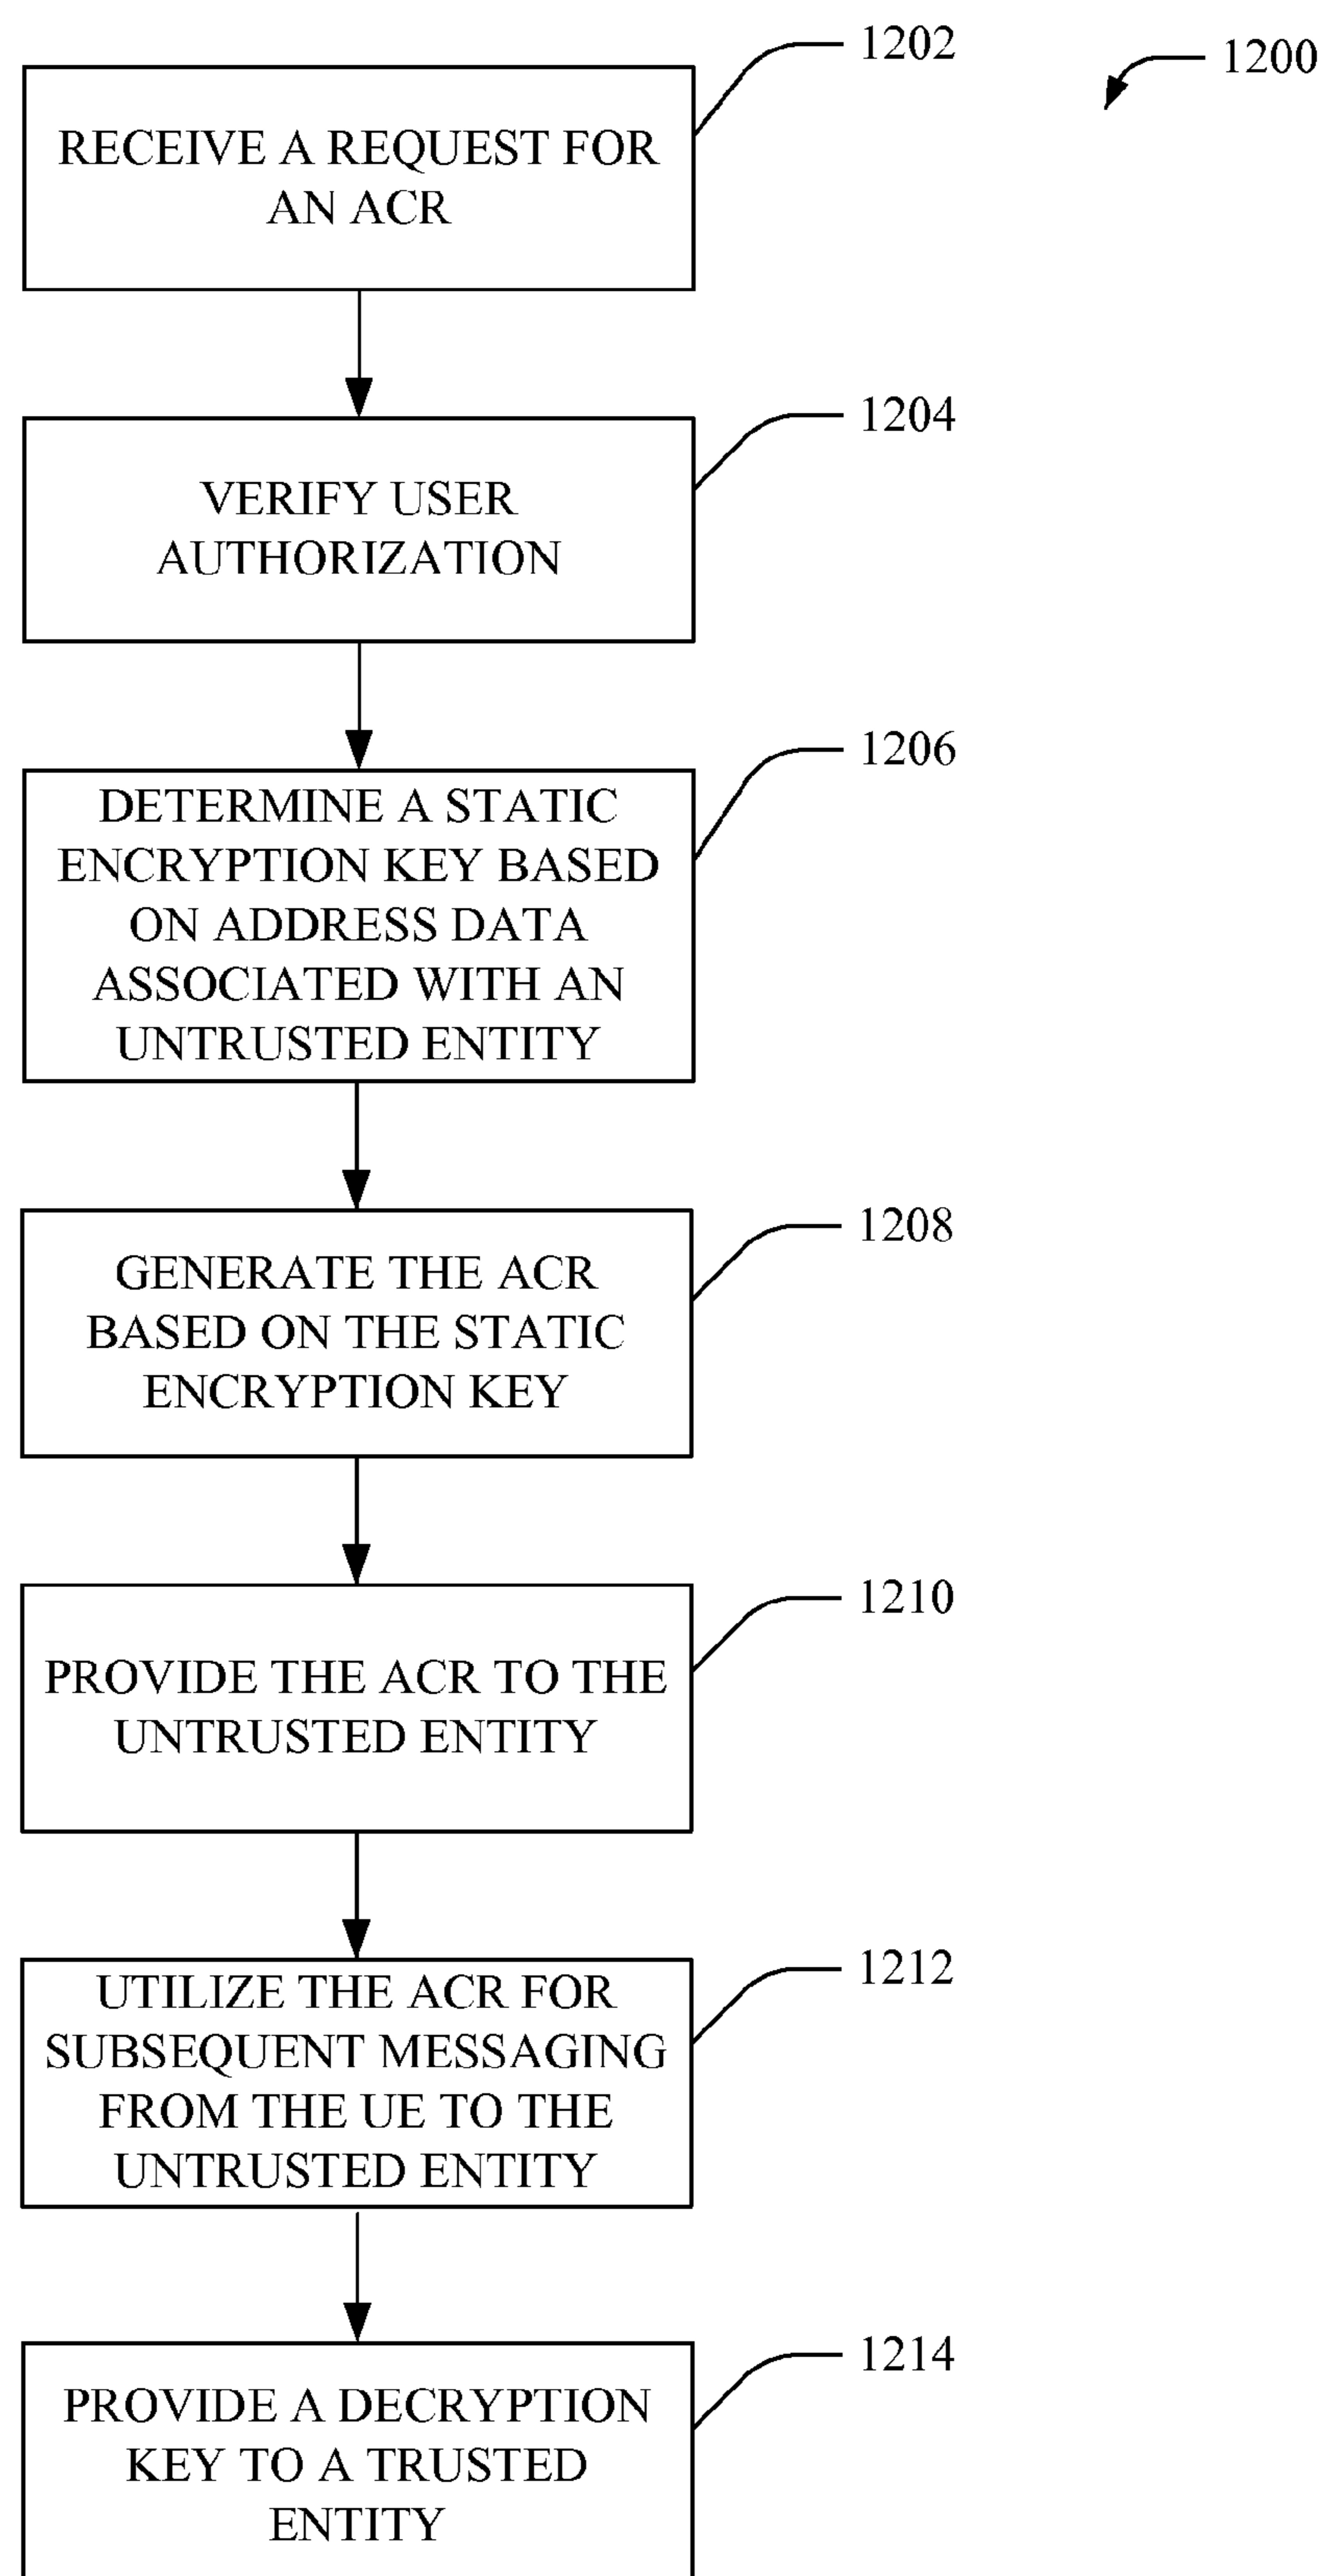 1202
1200
RECEIVE A REQUEST FOR
AN ACR
1204
VERIFY USER
AUTHORIZATION
1206
DETERMINE A STATIC
ENCRYPTION KEY BASED
ON ADDRESS DATA
ASSOCIATED WITH AN
UNTRUSTED ENTITY
1208
GENERATE THE ACR
BASED ON THE STATIC
ENCRYPTION KEY
1210
PROVIDE THE ACR TO THE
UNTRUSTED ENTITY
1212
UTILIZE THE ACR FOR
SUBSEQUENT MESSAGING
FROM THE UE TO THE
UNTRUSTED ENTITY
1214
PROVIDE A DECRYPTION
KEY TO A TRUSTED
ENTITY